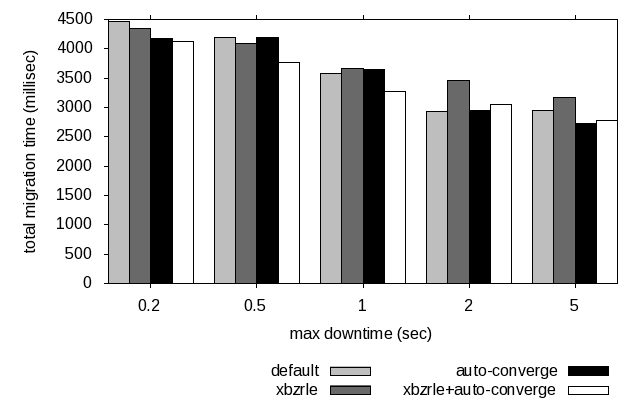 total migration time (millisec)
4500
4000
3500
3000
2500
2000
1500
1000
500
0
0.2 0.5 1 2 5
max downtime (sec)
default auto-converge
xbzrle xbzrle+auto-converge